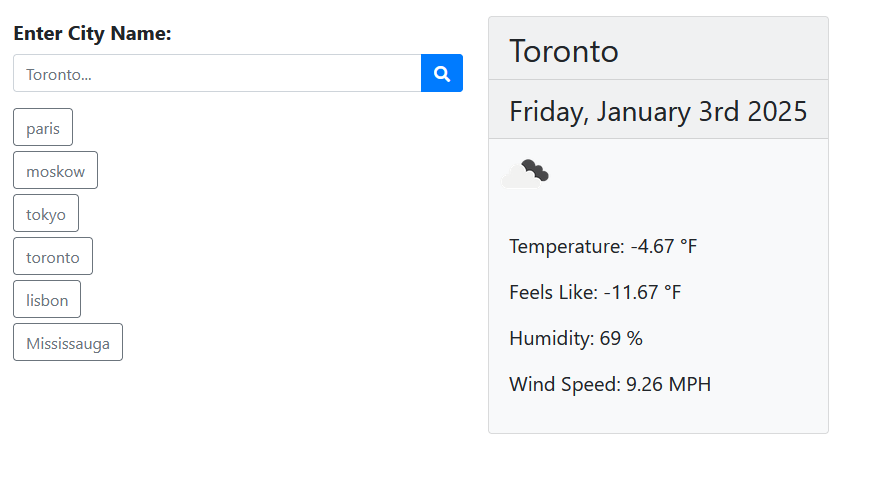 Enter City Name:
Toronto...
paris
moskow
tokyo
toronto
lisbon
Mississauga
Toronto
Friday, January 3rd 2025
Temperature: -4.67 °F
Feels Like: -11.67 °F
Humidity: 69 %
Wind Speed: 9.26 MPH